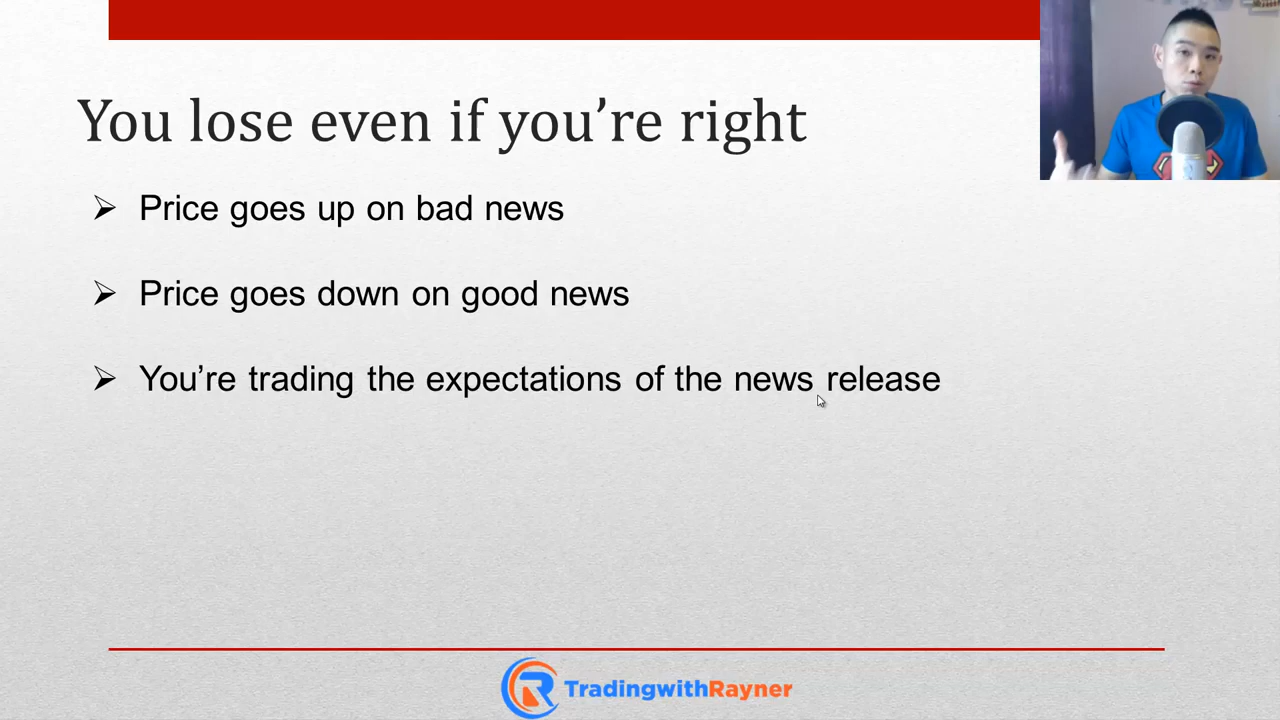 You lose even if you’re right
Price goes up on bad news
Price goes down on good news
You’re trading the expectations of the news release
TradingwithRayner